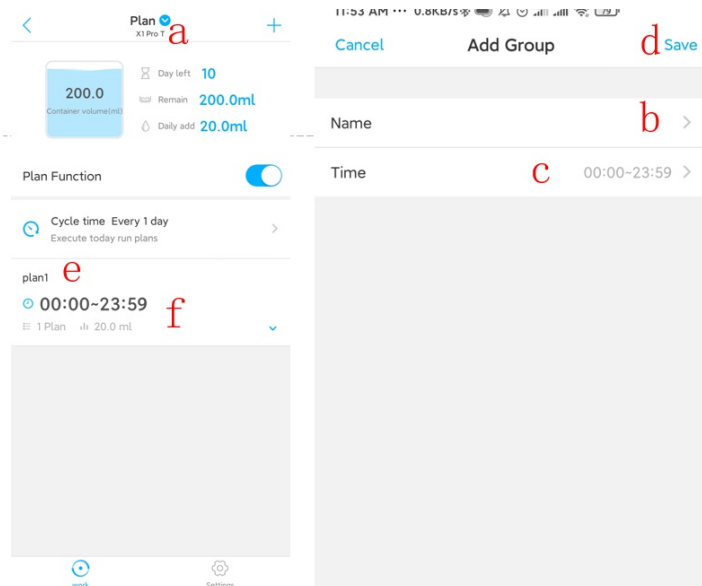 Plan
X1 Pro T
a
Day left 10
200.0
Container volume(ml)
Remain 200.0ml
Daily add 20.0ml
Plan Function
Cycle time Every 1 day
Execute today run plans
plan1 e
00:00~23:59
f
1 Plan 20.0 ml
work
Settings
11:53 AM ··· 0.8KB/s
Cancel Add Group d Save
Name b
Time c 00:00~23:59